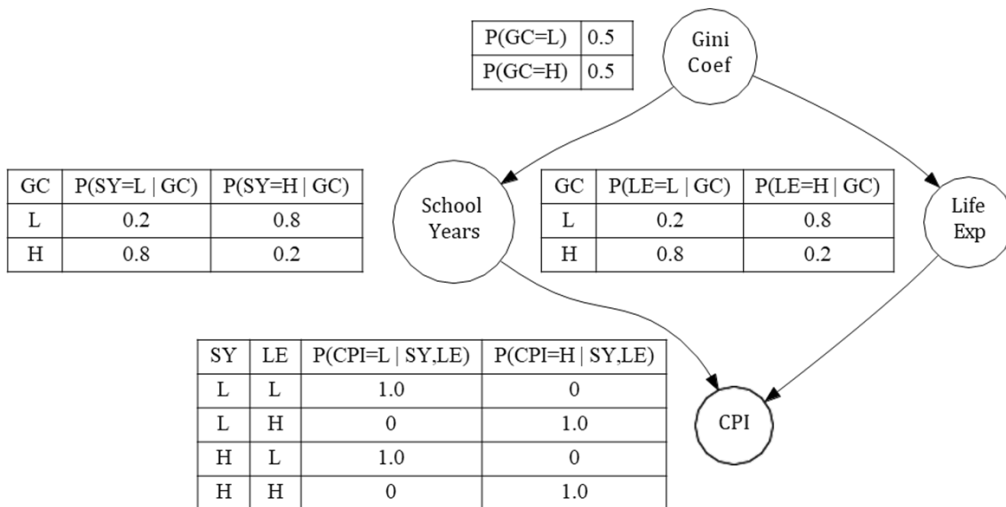 P(GC=L) 0.5
P(GC=H) 0.5
Gini
Coef
GC P(SY=L | GC) P(SY=H | GC)
L 0.2 0.8
H 0.8 0.2
School
Years
GC P(LE=L | GC) P(LE=H | GC)
L 0.2 0.8
H 0.8 0.2
Life
Exp
SY LE P(CPI=L | SY,LE) P(CPI=H | SY,LE)
L L 1.0 0
L H 0 1.0
H L 1.0 0
H H 0 1.0
CPI